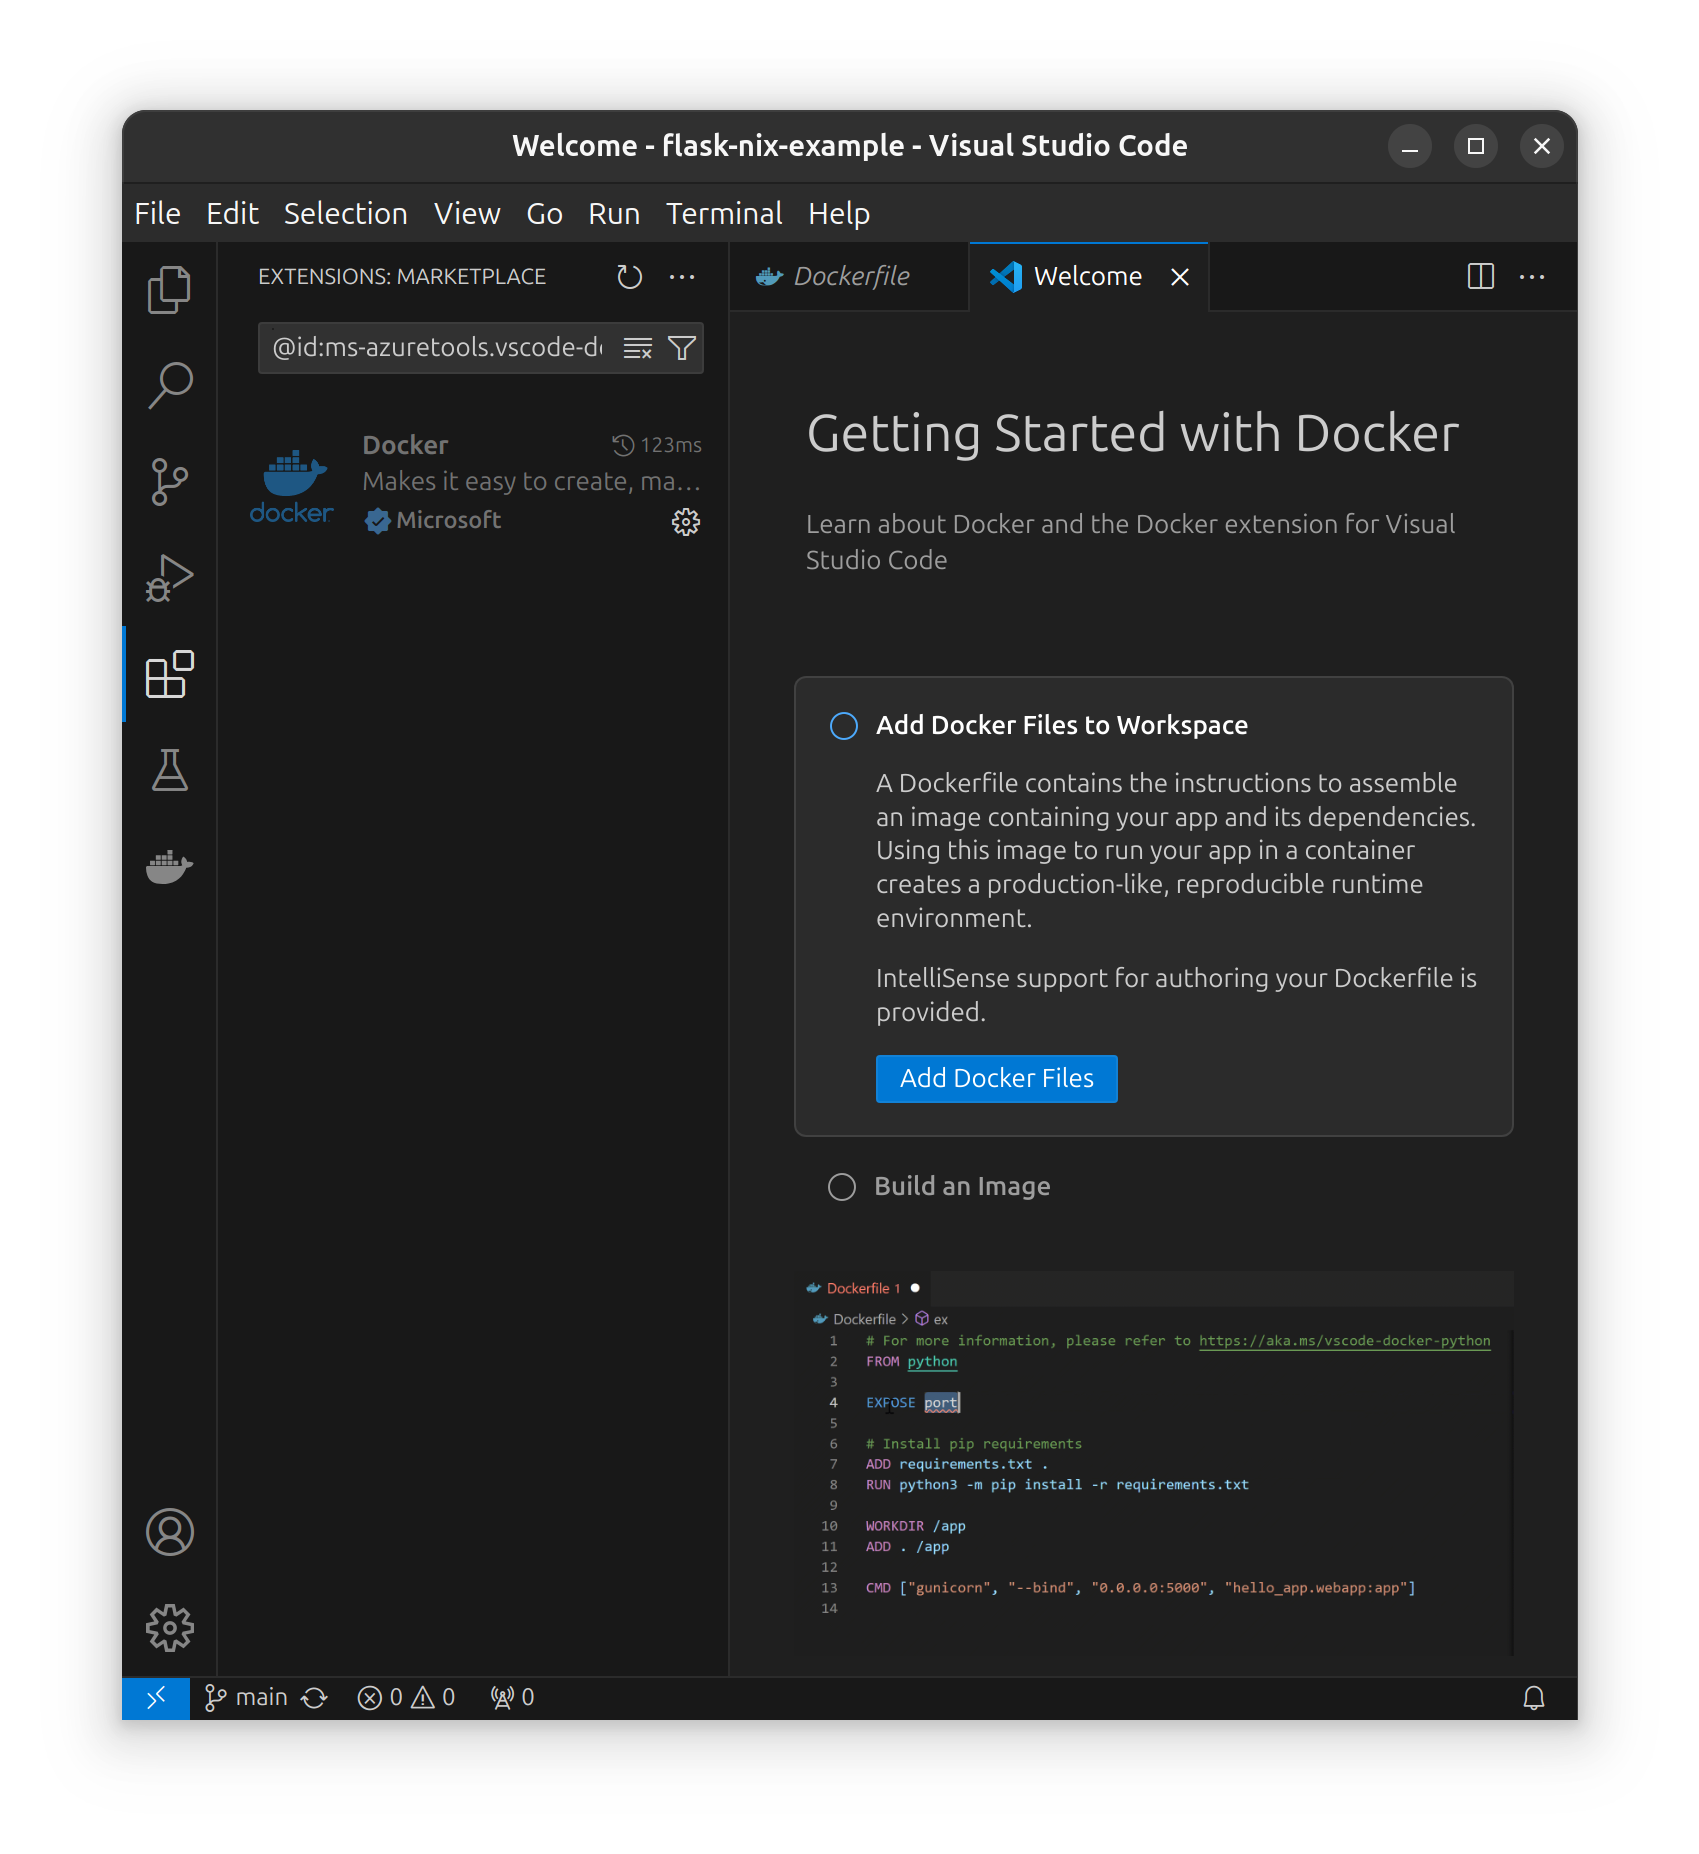 Welcome - flask-nix-example - Visual Studio Code
File Edit Selection View Go Run Terminal Help
EXTENSIONS: MARKETPLACE
@id:ms-azuretools.vscode-do
docker
Docker 123ms
Makes it easy to create, ma...
Microsoft
Dockerfile Welcome
Getting Started with Docker
Learn about Docker and the Docker extension for Visual
Studio Code
Add Docker Files to Workspace
A Dockerfile contains the instructions to assemble
an image containing your app and its dependencies.
Using this image to run your app in a container
creates a production-like, reproducible runtime
environment.
IntelliSense support for authoring your Dockerfile is
provided.
Add Docker Files
Build an Image
Dockerfile 1
Dockerfile > ex
1 # For more information, please refer to https://aka.ms/vscode-docker-python
2 FROM python
3
4 EXPOSE port
5
6 # Install pip requirements
7 ADD requirements.txt .
8 RUN python3 -m pip install -r requirements.txt
9
10 WORKDIR /app
11 ADD . /app
12
13 CMD ["gunicorn", "--bind", "0.0.0.0:5000", "hello_app.webapp:app"]
14
main 0 0 0